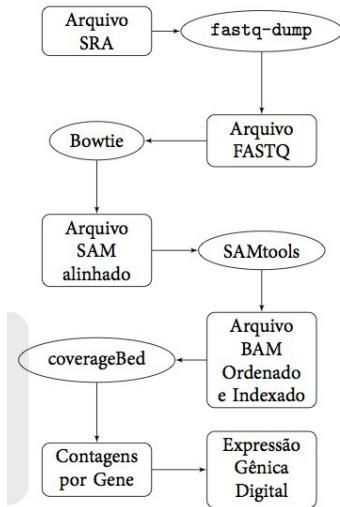 Arquivo
SRA
fastq-dump
Arquivo
FASTQ
Bowtie
Arquivo
SAM
alinhado
SAMtools
Arquivo
BAM
Ordenado
e Indexado
coverageBed
Contagens
por Gene
Expressão
Gênica
Digital